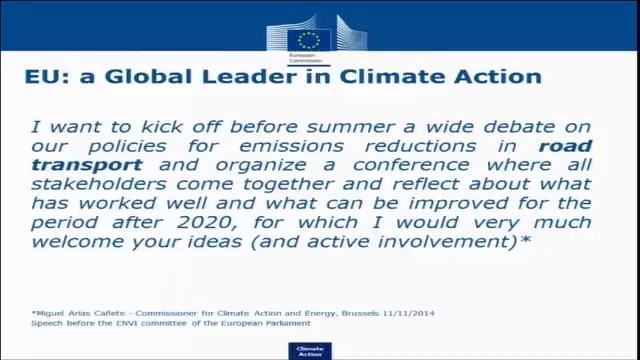 European
Commission
EU: a Global Leader in Climate Action
I want to kick off before summer a wide debate on
our policies for emissions reductions in road
transport and organize a conference where all
stakeholders come together and reflect about what
has worked well and what can be improved for the
period after 2020, for which I would very much
welcome your ideas (and active involvement)*
*Miguel Arias Cañete - Commissioner for Climate Action and Energy, Brussels 11/11/2014
Speech before the ENVI committee of the European Parliament
Climate
Action